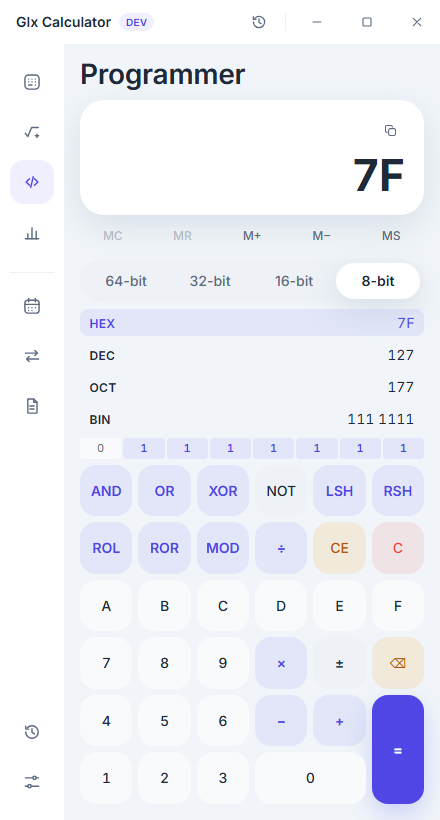 Glx Calculator DEV
Programmer
7F
MC MR M+ M− MS
64-bit 32-bit 16-bit 8-bit
HEX 7F
DEC 127
OCT 177
BIN 111 1111
0 1 1 1 1 1 1 1
AND OR XOR NOT LSH RSH
ROL ROR MOD ÷ CE C
A B C D E F
7 8 9 × ± ⌫
4 5 6 − +
=
1 2 3 0